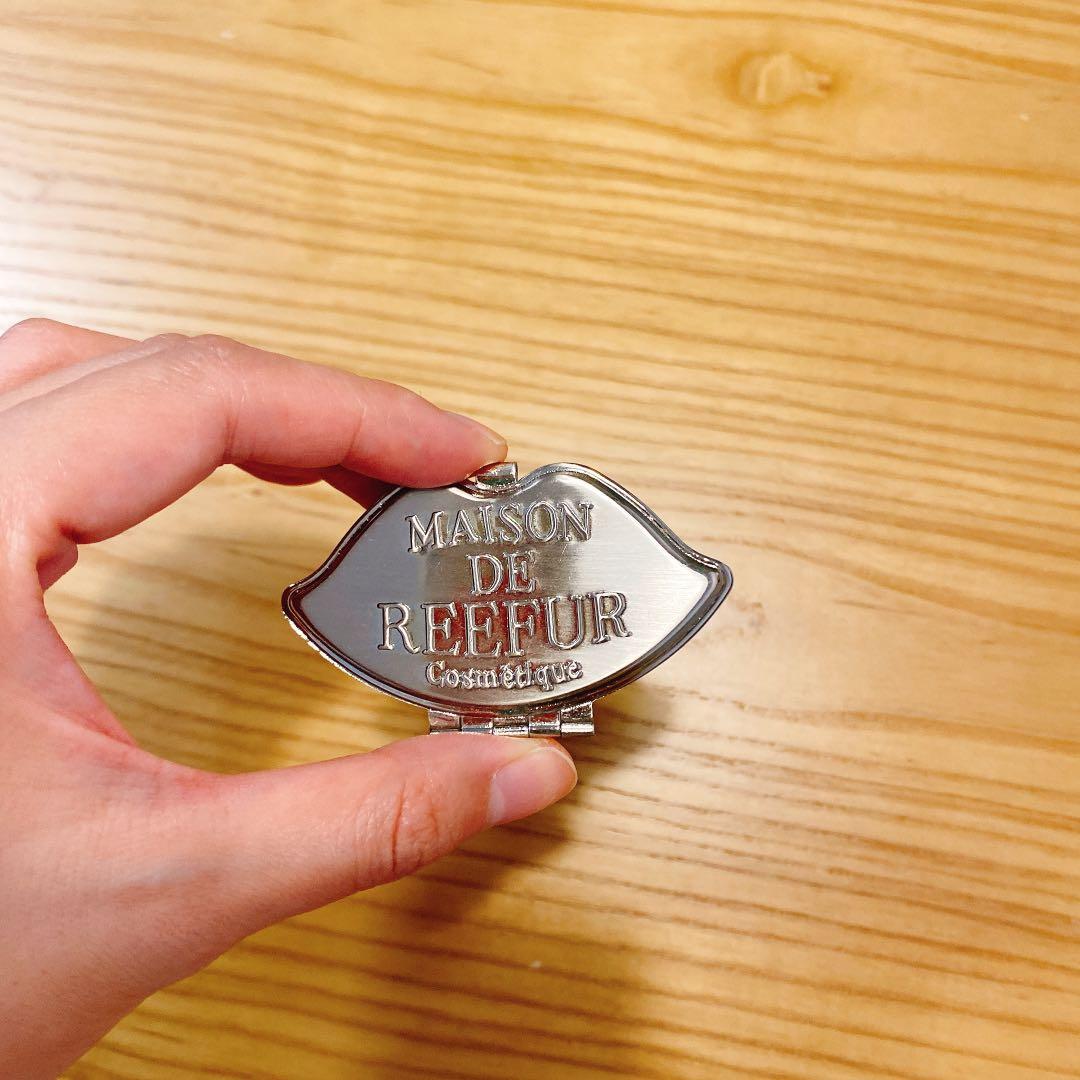 MAISON
DE
REEFUR
Cosmétique